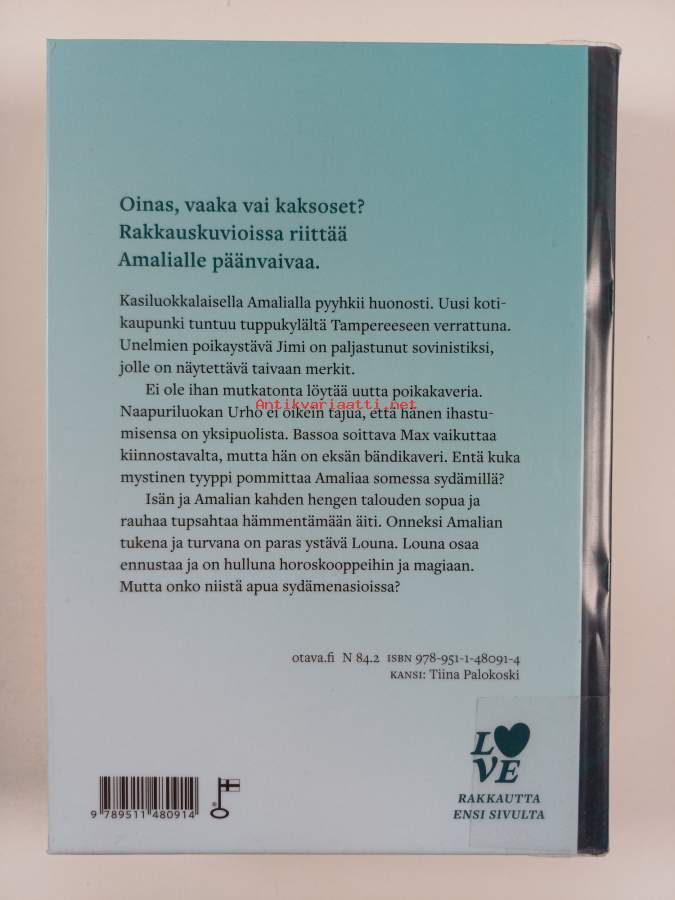 Oinas, vaaka vai kaksoset?
Rakkauskuvioissa riittää
Amalialle päänvaivaa.
Kasiluokkalaisella Amalialla pyyhkii huonosti. Uusi koti-
kaupunki tuntuu tuppukylältä Tampereeseen verrattuna.
Unelmien poikaystävä Jimi on paljastunut sovinistiksi,
jolle on näytettävä taivaan merkit.
Ei ole ihan mutkatonta löytää uutta poikakaveria.
Antikvariaatti.net
Naapuriluokan Urho ei oikein tajua, että hänen ihastu-
misensa on yksipuolista. Bassoa soittava Max vaikuttaa
kiinnostavalta, mutta hän on eksän bändikaveri. Entä kuka
mystinen tyyppi pommittaa Amaliaa somessa sydämillä?
Isän ja Amalian kahden hengen talouden sopua ja
rauhaa tupsahtaa hämmentämään äiti. Onneksi Amalian
tukena ja turvana on paras ystävä Louna. Louna osaa
ennustaa ja on hulluna horoskooppeihin ja magiaan.
Mutta onko niistä apua sydämenasioissa?
otava.fi N 84.2 ISBN 978-951-1-48091-4
KANSI: Tiina Palokoski
L❤
VE
RAKKAUTTA
ENSI SIVULTA
9 789511 480914
®